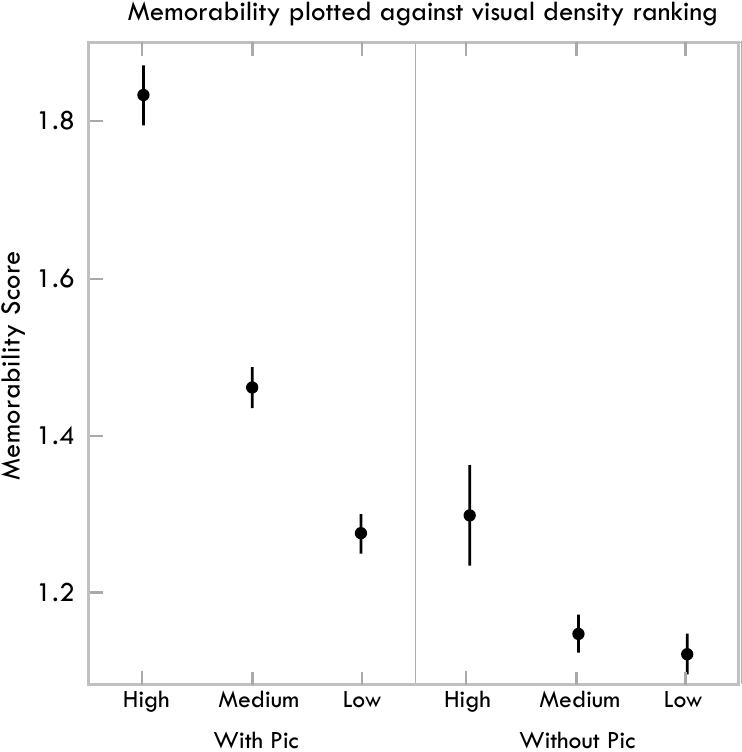 Memorability plotted against visual density ranking
Memorability Score
1.8
1.6
1.4
1.2
High Medium Low High Medium Low
With Pic Without Pic